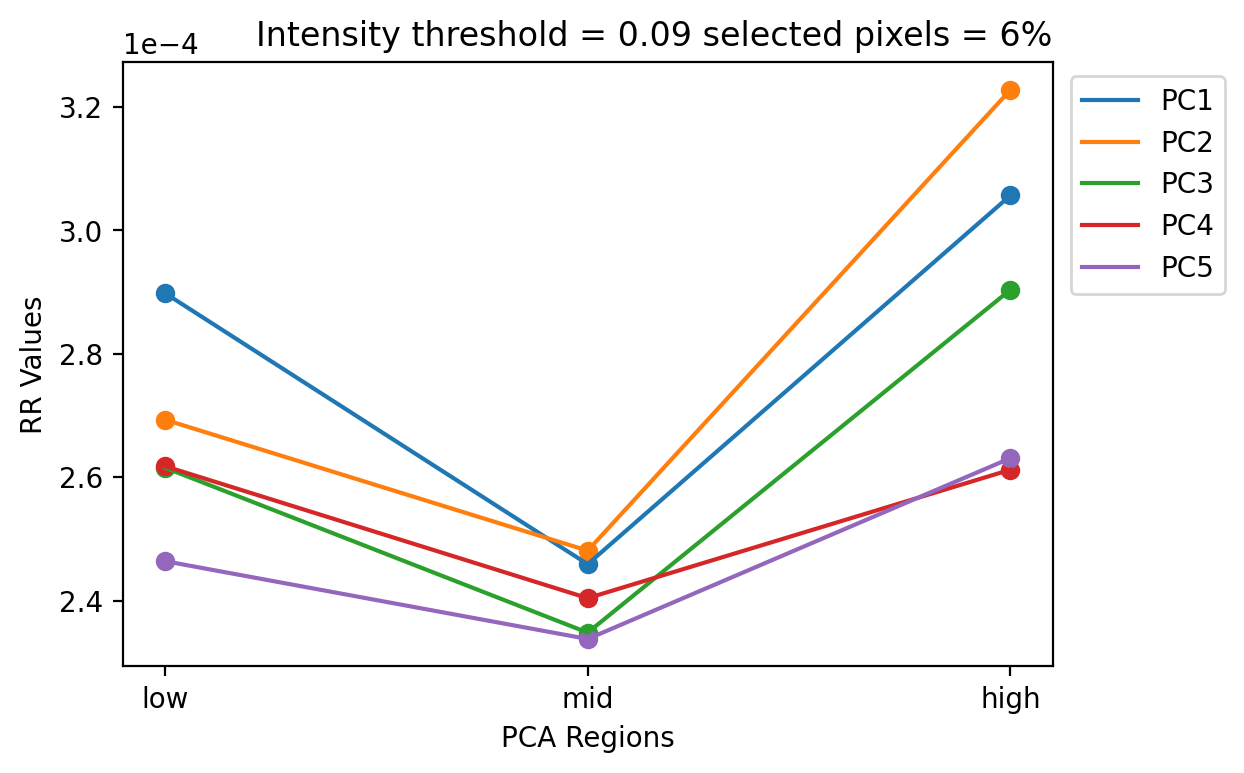 Intensity threshold = 0.09 selected pixels = 6%
1e−4
3.2
3.0
2.8
2.6
2.4
RR Values
low
mid
high
PCA Regions
PC1
PC2
PC3
PC4
PC5